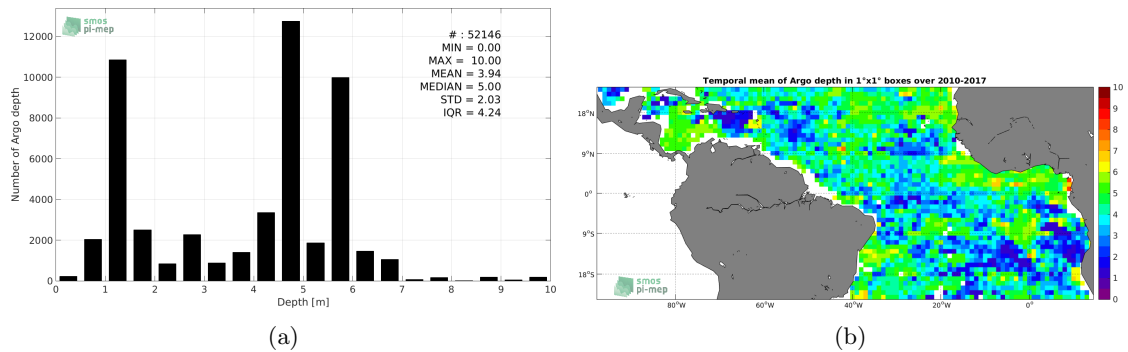 smos
pi-mep
# : 52146
MIN = 0.00
MAX = 10.00
MEAN = 3.94
MEDIAN = 5.00
STD = 2.03
IQR = 4.24
Number of Argo depth
12000
10000
8000
6000
4000
2000
0
0 1 2 3 4 5 6 7 8 9 10
Depth [m]
(a)
Temporal mean of Argo depth in 1°x1° boxes over 2010-2017
18°N
9°N
0°
9°S
18°S
80°W 60°W 40°W 20°W 0°
10
9
8
7
6
5
4
3
2
1
0
smos
pi-mep
(b)